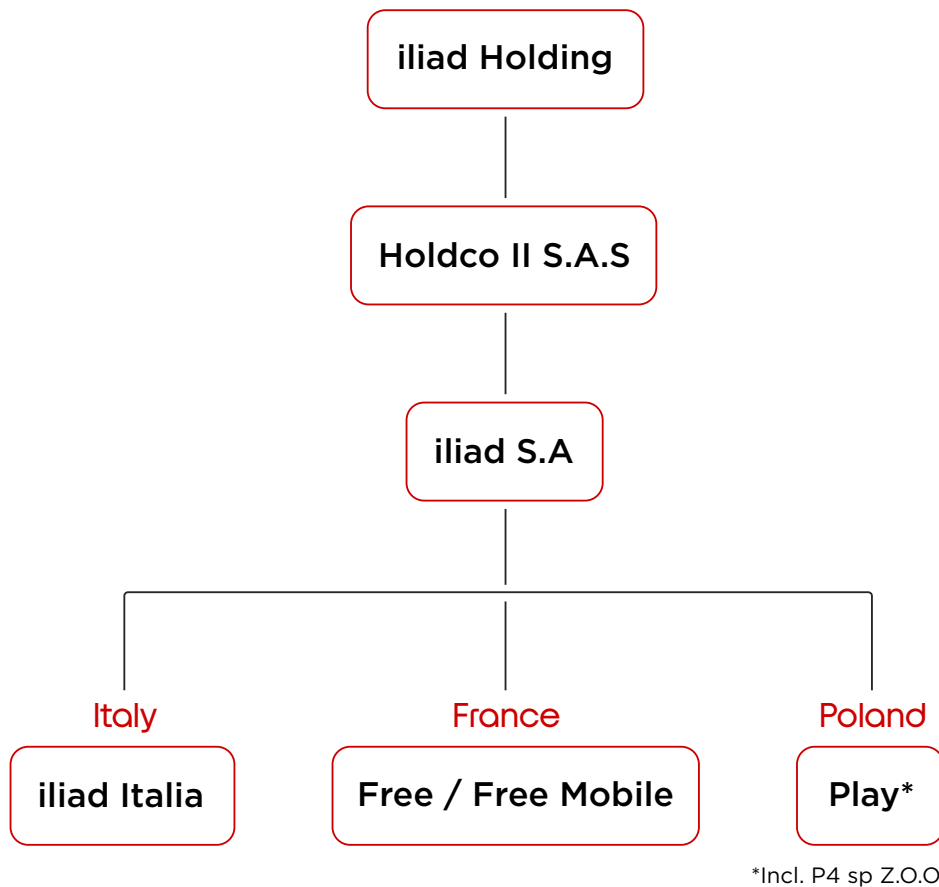 iliad Holding
Holdco II S.A.S
iliad S.A
Italy
France
Poland
iliad Italia
Free / Free Mobile
Play*
*Incl. P4 sp Z.O.O